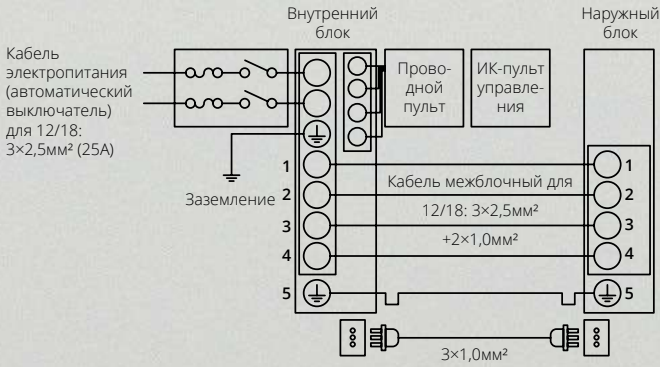 Внутренний
блок
Наружный
блок
Кабель
электропитания
(автоматический
выключатель)
для 12/18:
3×2,5мм² (25А)
Прово-
дной
пульт
ИК-пульт
управле-
ния
Заземление
1
2
3
4
5
Кабель межблочный для
12/18: 3×2,5мм²
+2×1,0мм²
1
2
3
4
5
3×1,0мм²